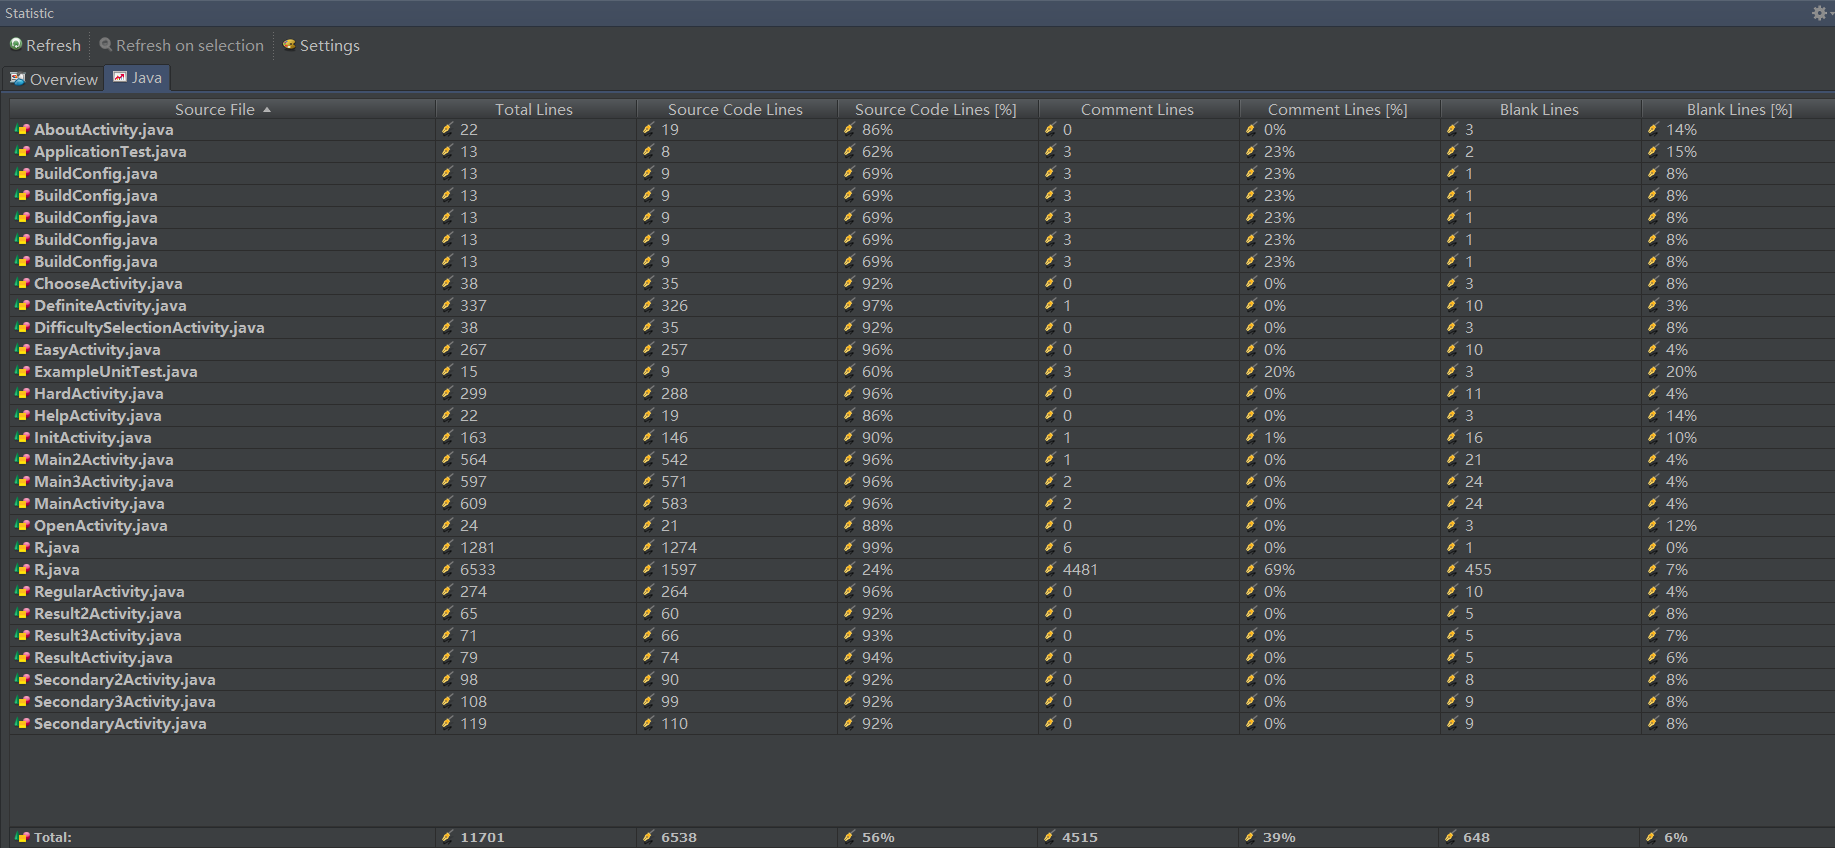 Statistic
Refresh Refresh on selection Settings
Overview Java
Source File Total Lines Source Code Lines Source Code Lines [%] Comment Lines Comment Lines [%] Blank Lines Blank Lines [%]
AboutActivity.java 22 19 86% 0 0% 3 14%
ApplicationTest.java 13 8 62% 3 23% 2 15%
BuildConfig.java 13 9 69% 3 23% 1 8%
BuildConfig.java 13 9 69% 3 23% 1 8%
BuildConfig.java 13 9 69% 3 23% 1 8%
BuildConfig.java 13 9 69% 3 23% 1 8%
BuildConfig.java 13 9 69% 3 23% 1 8%
ChooseActivity.java 38 35 92% 0 0% 3 8%
DefiniteActivity.java 337 326 97% 1 0% 10 3%
DifficultySelectionActivity.java 38 35 92% 0 0% 3 8%
EasyActivity.java 267 257 96% 0 0% 10 4%
ExampleUnitTest.java 15 9 60% 3 20% 3 20%
HardActivity.java 299 288 96% 0 0% 11 4%
HelpActivity.java 22 19 86% 0 0% 3 14%
InitActivity.java 163 146 90% 1 1% 16 10%
Main2Activity.java 564 542 96% 1 0% 21 4%
Main3Activity.java 597 571 96% 2 0% 24 4%
MainActivity.java 609 583 96% 2 0% 24 4%
OpenActivity.java 24 21 88% 0 0% 3 12%
R.java 1281 1274 99% 6 0% 1 0%
R.java 6533 1597 24% 4481 69% 455 7%
RegularActivity.java 274 264 96% 0 0% 10 4%
Result2Activity.java 65 60 92% 0 0% 5 8%
Result3Activity.java 71 66 93% 0 0% 5 7%
ResultActivity.java 79 74 94% 0 0% 5 6%
Secondary2Activity.java 98 90 92% 0 0% 8 8%
Secondary3Activity.java 108 99 92% 0 0% 9 8%
SecondaryActivity.java 119 110 92% 0 0% 9 8%
Total: 11701 6538 56% 4515 39% 648 6%